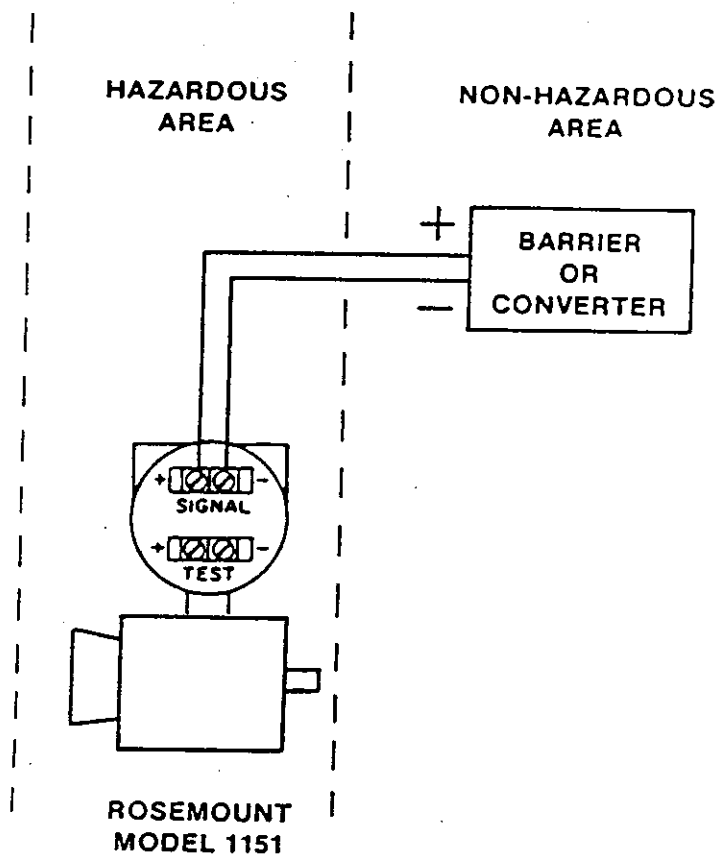 HAZARDOUS
AREA
NON-HAZARDOUS
AREA
+
BARRIER
OR
CONVERTER
—
+ -
SIGNAL
+ -
TEST
ROSEMOUNT
MODEL 1151